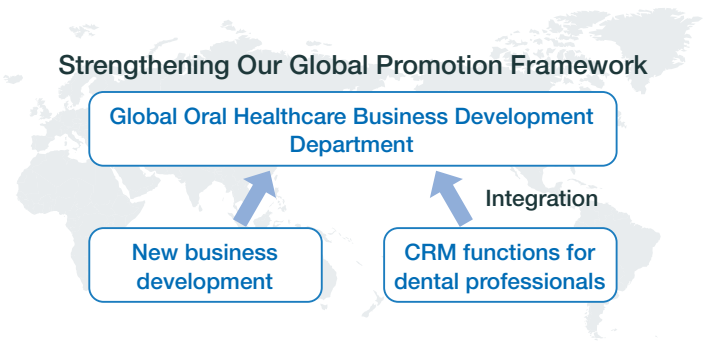 Strengthening Our Global Promotion Framework
Global Oral Healthcare Business Development
Department
Integration
New business
development
CRM functions for
dental professionals